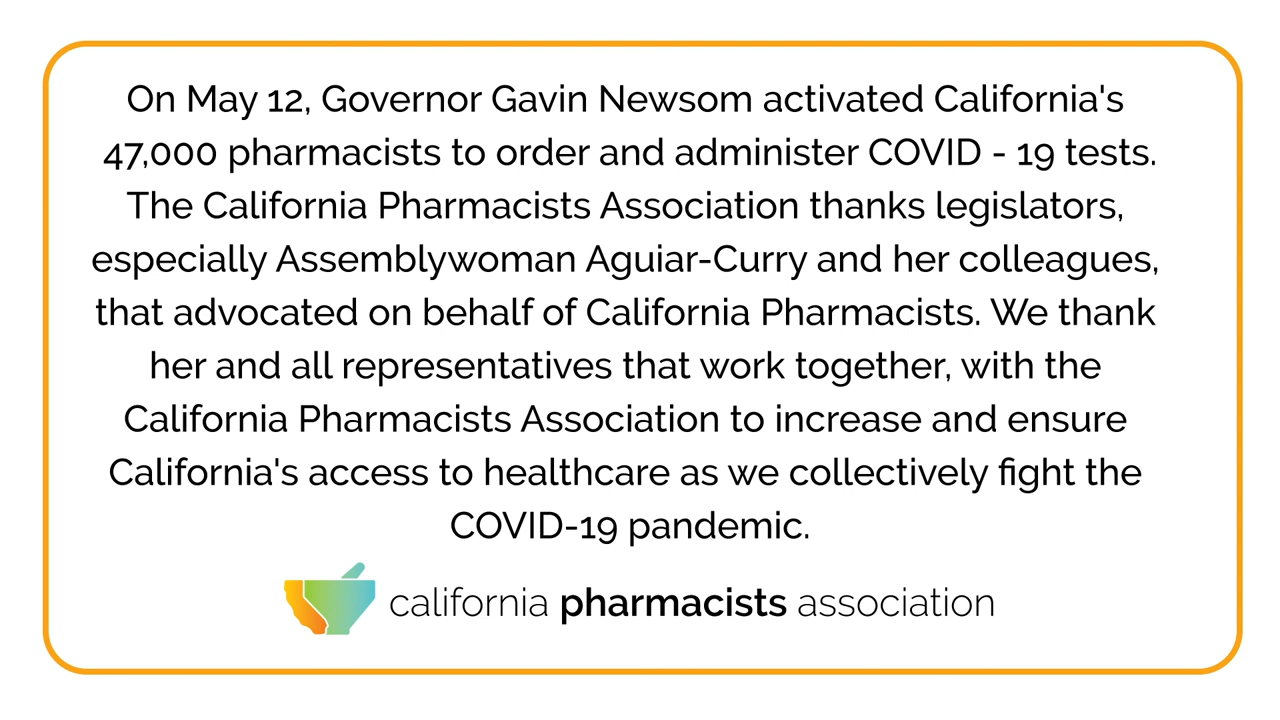 On May 12, Governor Gavin Newsom activated California's
47,000 pharmacists to order and administer COVID - 19 tests.
The California Pharmacists Association thanks legislators,
especially Assemblywoman Aguiar-Curry and her colleagues,
that advocated on behalf of California Pharmacists. We thank
her and all representatives that work together, with the
California Pharmacists Association to increase and ensure
California's access to healthcare as we collectively fight the
COVID-19 pandemic.
california pharmacists association